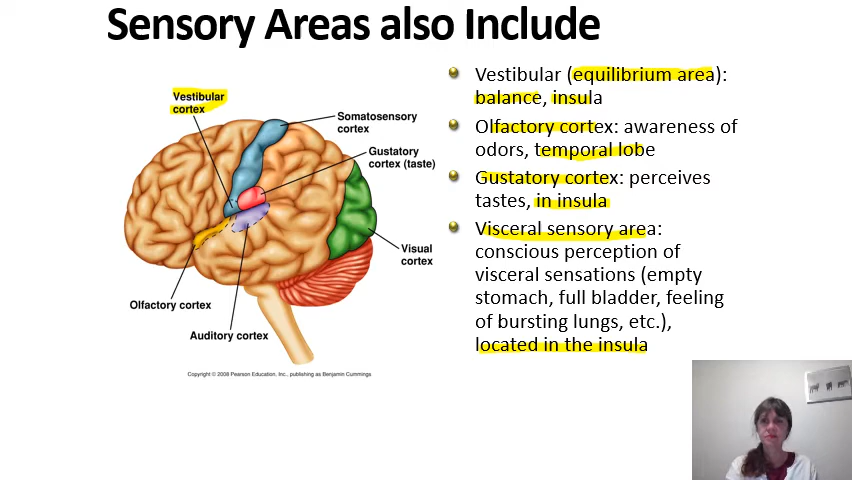 Sensory Areas also Include
Vestibular (equilibrium area):
balance, insula
Olfactory cortex: awareness of
odors, temporal lobe
Gustatory cortex: perceives
tastes, in insula
Visceral sensory area:
conscious perception of
visceral sensations (empty
stomach, full bladder, feeling
of bursting lungs, etc.),
located in the insula
Vestibular
cortex
Somatosensory
cortex
Gustatory
cortex (taste)
Visual
cortex
Olfactory cortex
Auditory cortex
Copyright © 2008 Pearson Education, Inc., publishing as Benjamin Cummings